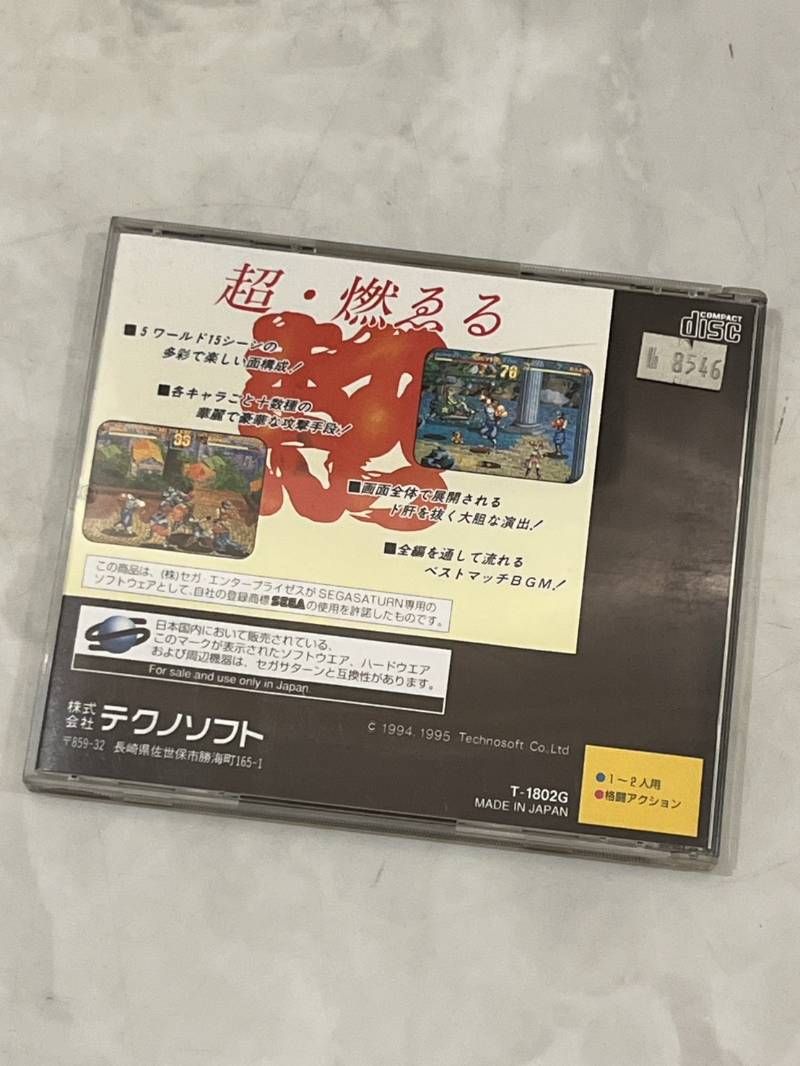 超・燃ゑる
COMPACT
disc
8546
■5ワールド15シーンの
多彩で楽しい面構成!
■各キャラごと十数種の
華麗で豪華な攻撃手段!
76
33
■画面全体で展開される
ド肝を抜く大胆な演出!
■全編を通して流れる
ベストマッチBGM!
この商品は、(株)セガ・エンタープライゼスがSEGASATURN専用の
ソフトウェアとして、自社の登録商標SEGAの使用を許諾したものです。
日本国内において販売されている、
このマークが表示されたソフトウエア、ハードウエア
および周辺機器は、セガサターンと互換性があります。
For sale and use only in Japan
株式会社 テクノソフト
〒859-32 長崎県佐世保市勝海町165-1
© 1994, 1995 Technosoft Co.,Ltd
T-1802G
MADE IN JAPAN
●1〜2人用
●格闘アクション